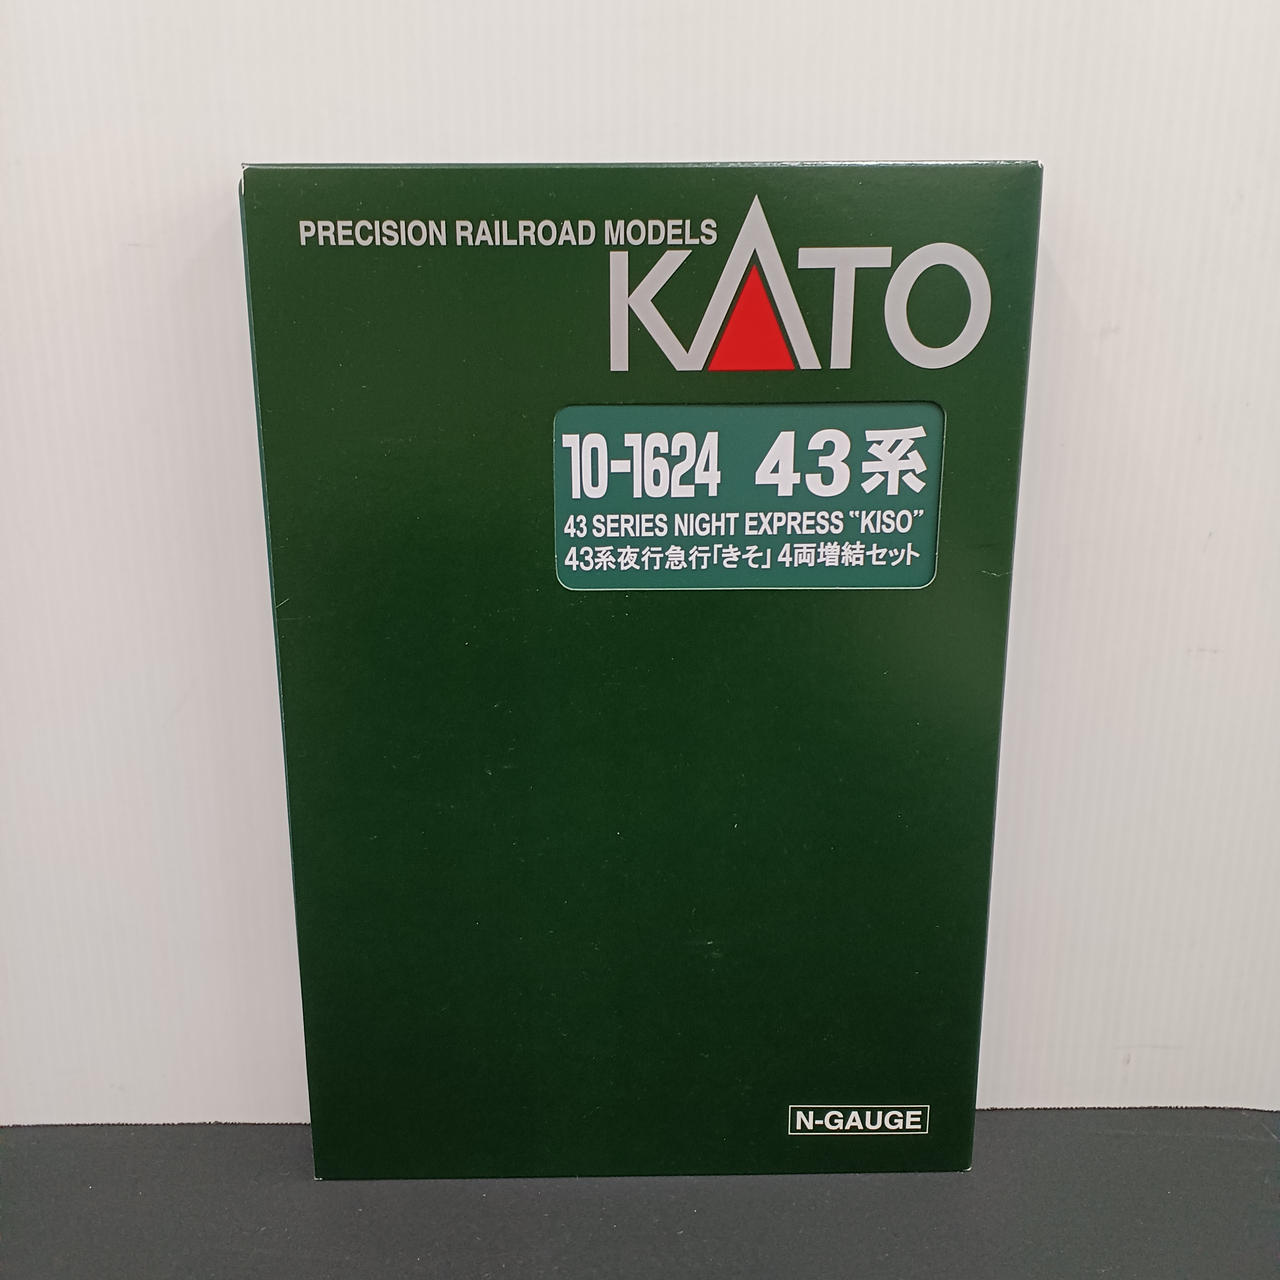 PRECISION RAILROAD MODELS
KATO
10-1624 43系
43 SERIES NIGHT EXPRESS "KISO"
43系夜行急行「きそ」4両増結セット
N-GAUGE